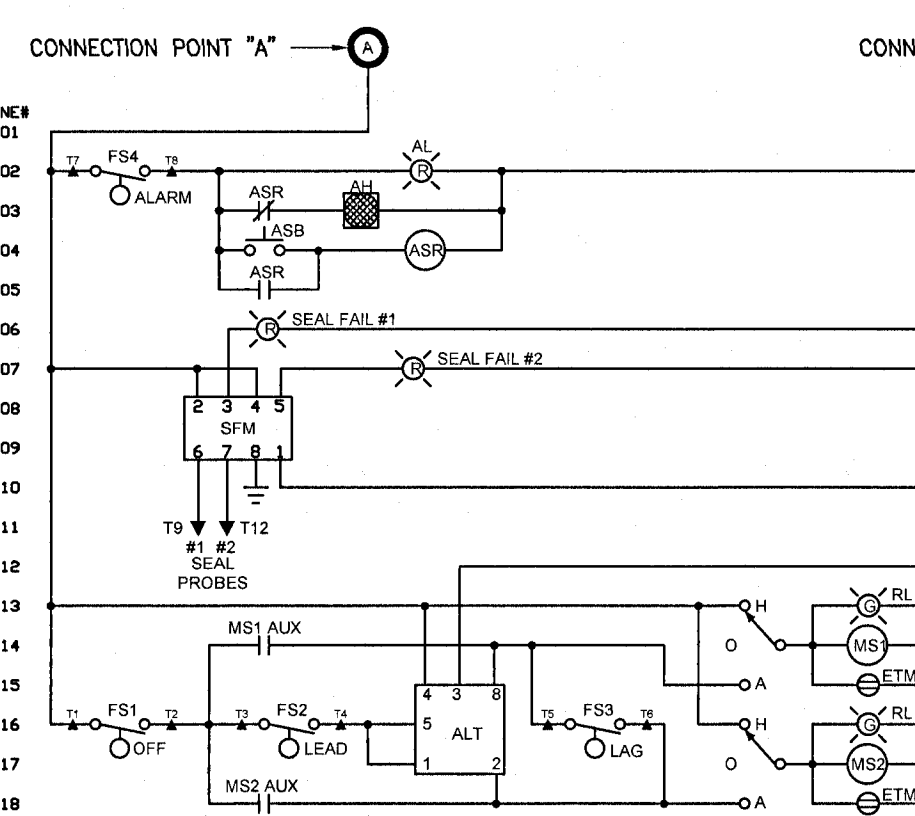 CONNECTION POINT "A"
A
CONN
NE#
01
AL
02 T7 FS4 T8 R
ALARM
ASR AH
03
ASB
04 ASR
ASR
05
06 R SEAL FAIL #1
07 R SEAL FAIL #2
08 2 3 4 5
SFM
09 6 7 8 1
10
11 T9 T12
#1 #2
12 SEAL
PROBES
13 H G RL
MS1 AUX
14 O MS1
15 4 3 8 A ETM
16 T1 FS1 T2 T3 FS2 T4 5 ALT T5 FS3 T6 H G RL
OFF LEAD LAG
17 1 2 O MS2
MS2 AUX
18 A ETM